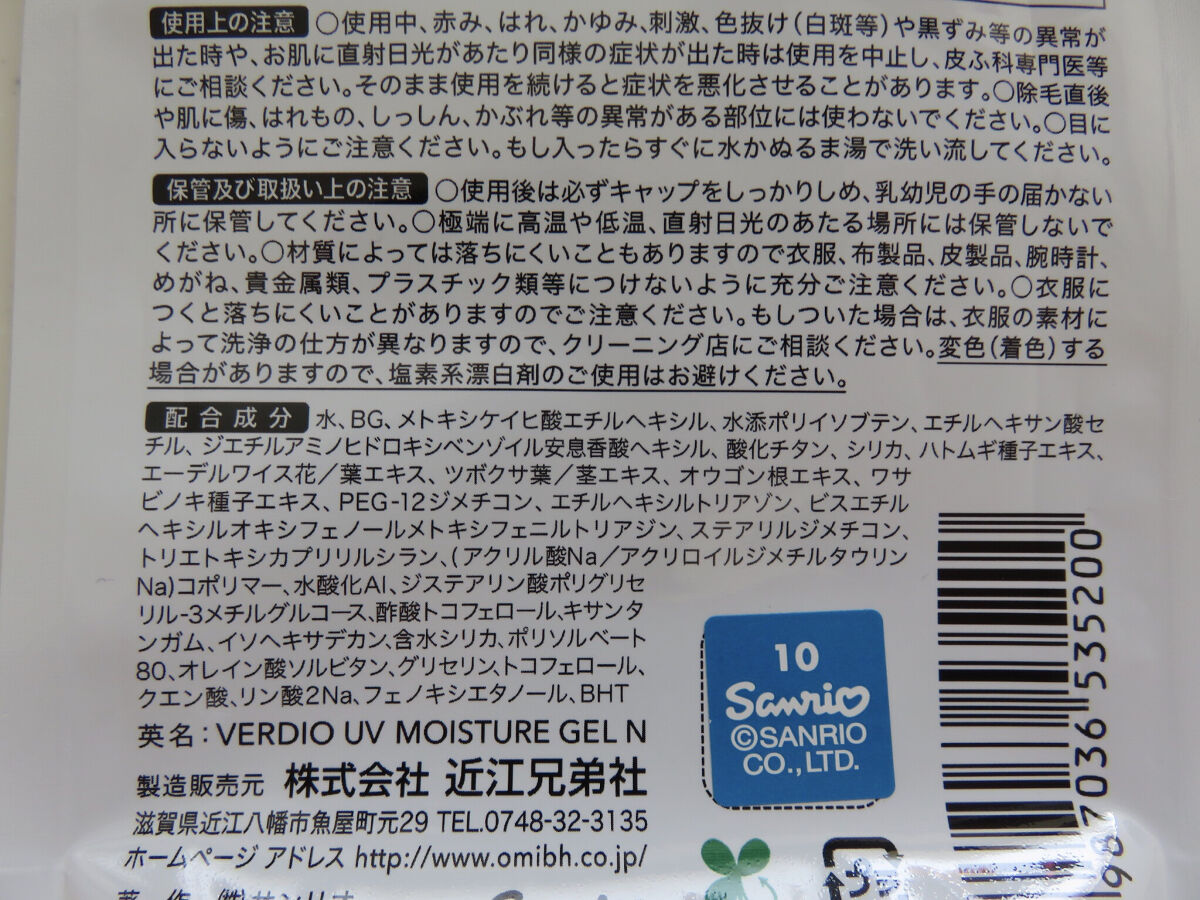 使用上の注意 ○使用中、赤み、はれ、かゆみ、刺激、色抜け(白斑等)や黒ずみ等の異常が
出た時や、お肌に直射日光があたり同様の症状が出た時は使用を中止し、皮ふ科専門医等
にご相談ください。そのまま使用を続けると症状を悪化させることがあります。○除毛直後
や肌に傷、はれもの、しっしん、かぶれ等の異常がある部位には使わないでください。○目に
入らないようにご注意ください。もし入ったらすぐに水かぬるま湯で洗い流してください。
保管及び取扱い上の注意 ○使用後は必ずキャップをしっかりしめ、乳幼児の手の届かない
所に保管してください。○極端に高温や低温、直射日光のあたる場所には保管しないで
ください。○材質によっては落ちにくいこともありますので衣服、布製品、皮製品、腕時計、
めがね、貴金属類、プラスチック類等につけないように充分ご注意ください。○衣服に
つくと落ちにくいことがありますのでご注意ください。もしついた場合は、衣服の素材に
よって洗浄の仕方が異なりますので、クリーニング店にご相談ください。変色(着色)する
場合がありますので、塩素系漂白剤のご使用はお避けください。
配合成分 水、BG、メトキシケイヒ酸エチルヘキシル、水添ポリイソブテン、エチルヘキサン酸セ
チル、ジエチルアミノヒドロキシベンゾイル安息香酸ヘキシル、酸化チタン、シリカ、ハトムギ種子エキス、
エーデルワイス花/葉エキス、ツボクサ葉/茎エキス、オウゴン根エキス、ワサ
ビノキ種子エキス、PEG-12ジメチコン、エチルヘキシルトリアゾン、ビスエチル
ヘキシルオキシフェノールメトキシフェニルトリアジン、ステアリルジメチコン、
トリエトキシカプリリルシラン、(アクリル酸Na/アクリロイルジメチルタウリン
Na)コポリマー、水酸化Al、ジステアリン酸ポリグリセ
リル-3メチルグルコース、酢酸トコフェロール、キサンタ
ンガム、イソヘキサデカン、含水シリカ、ポリソルベート
80、オレイン酸ソルビタン、グリセリン、トコフェロール、
クエン酸、リン酸2Na、フェノキシエタノール、BHT
英名:VERDIO UV MOISTURE GEL N
製造販売元 株式会社 近江兄弟社
滋賀県近江八幡市魚屋町元29 TEL.0748-32-3135
ホームページ アドレス http://www.omibh.co.jp/
著 作 (株)サンリオ
10
Sanrio
©SANRIO
CO.,LTD.
プラ
987036 535200